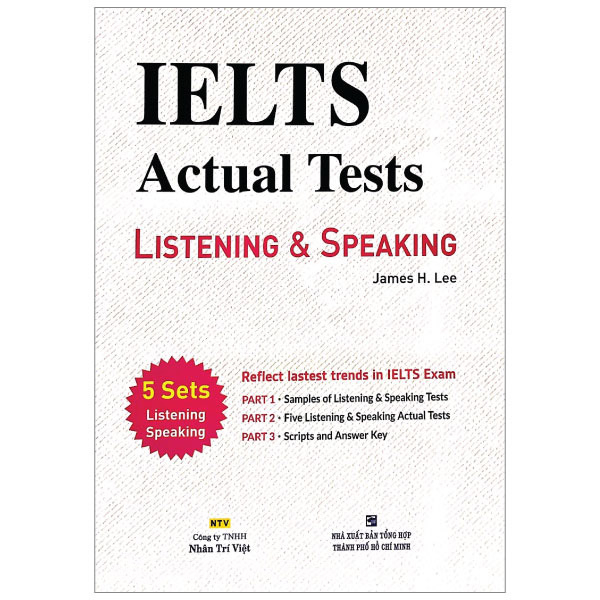 IELTS
Actual Tests
LISTENING & SPEAKING
James H. Lee
5 Sets
Listening
Speaking
Reflect lastest trends in IELTS Exam
PART 1 • Samples of Listening & Speaking Tests
PART 2 • Five Listening & Speaking Actual Tests
PART 3 • Scripts and Answer Key
NTV
Công ty TNHH
Nhân Trí Việt
NHÀ XUẤT BẢN TỔNG HỢP
THÀNH PHỐ HỒ CHÍ MINH